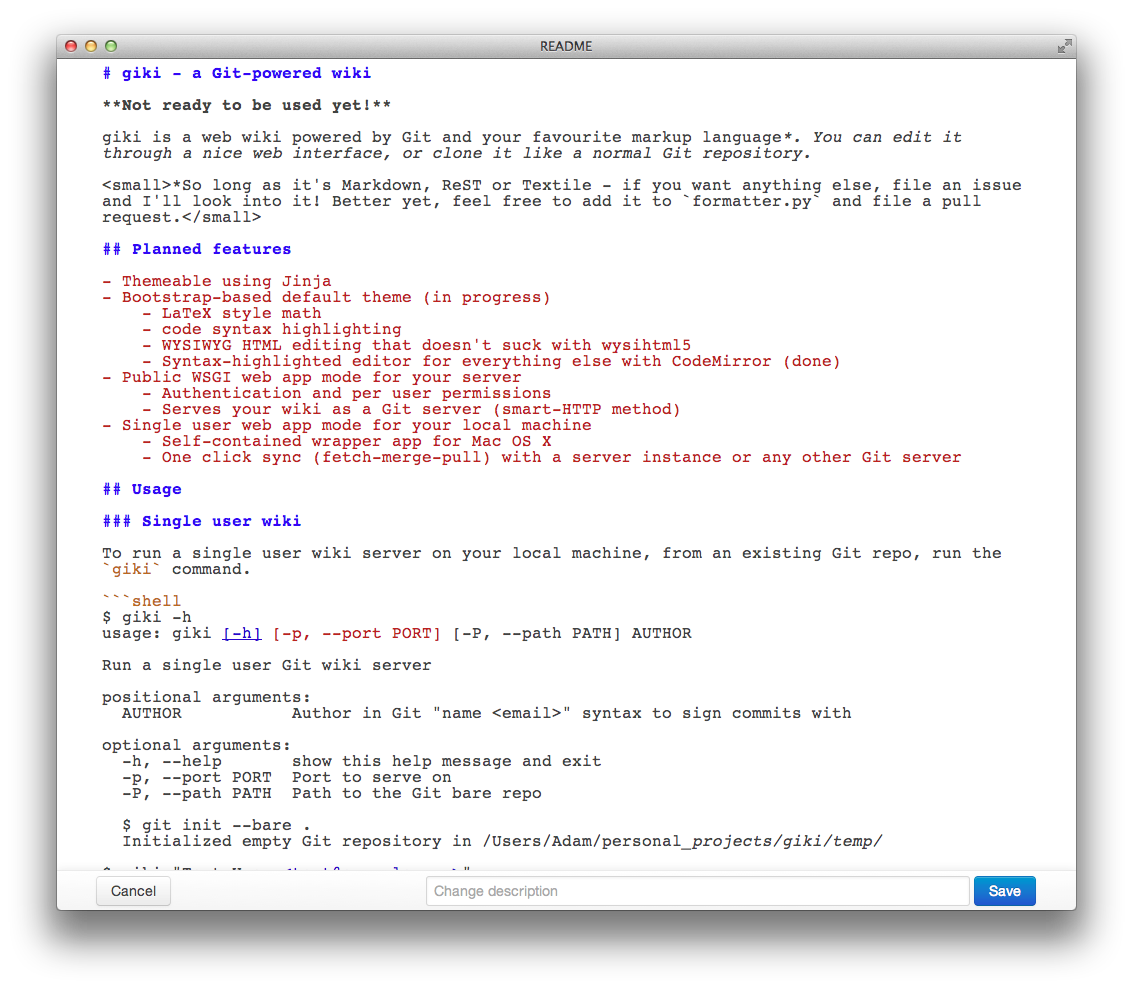 README
# giki - a Git-powered wiki
**Not ready to be used yet!**
giki is a web wiki powered by Git and your favourite markup language*. You can edit it
through a nice web interface, or clone it like a normal Git repository.
<small>*So long as it's Markdown, ReST or Textile - if you want anything else, file an issue
and I'll look into it! Better yet, feel free to add it to `formatter.py` and file a pull
request.</small>
## Planned features
- Themeable using Jinja
- Bootstrap-based default theme (in progress)
    - LaTeX style math
    - code syntax highlighting
    - WYSIWYG HTML editing that doesn't suck with wysihtml5
    - Syntax-highlighted editor for everything else with CodeMirror (done)
- Public WSGI web app mode for your server
    - Authentication and per user permissions
    - Serves your wiki as a Git server (smart-HTTP method)
- Single user web app mode for your local machine
    - Self-contained wrapper app for Mac OS X
    - One click sync (fetch-merge-pull) with a server instance or any other Git server
## Usage
### Single user wiki
To run a single user wiki server on your local machine, from an existing Git repo, run the
`giki` command.
```shell
$ giki -h
usage: giki [-h] [-p, --port PORT] [-P, --path PATH] AUTHOR
Run a single user Git wiki server
positional arguments:
  AUTHOR           Author in Git "name <email>" syntax to sign commits with
optional arguments:
  -h, --help       show this help message and exit
  -p, --port PORT  Port to serve on
  -P, --path PATH  Path to the Git bare repo
  $ git init --bare .
  Initialized empty Git repository in /Users/Adam/personal_projects/giki/temp/
Cancel
Change description
Save